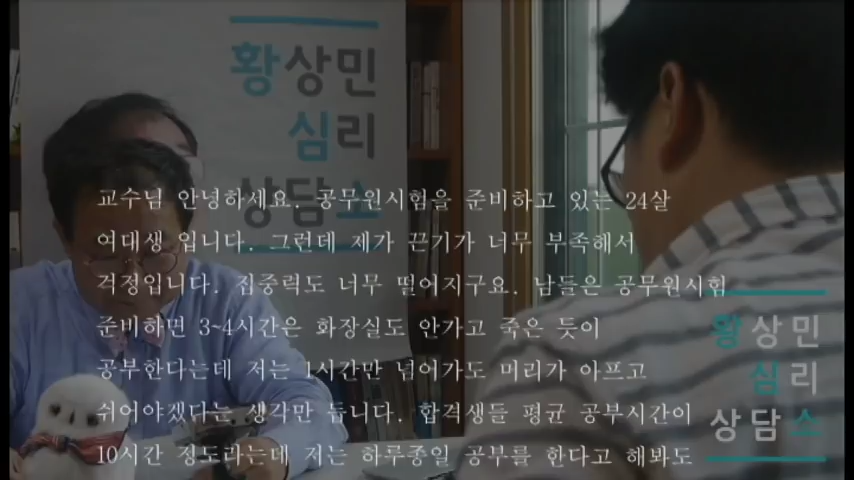 황상민
심리
상담소
교수님 안녕하세요. 공무원시험을 준비하고 있는 24살
여대생 입니다. 그런데 제가 끈기가 너무 부족해서
걱정입니다. 집중력도 너무 떨어지구요. 남들은 공무원시험
준비하면 3~4시간은 화장실도 안가고 죽은 듯이
공부한다는데 저는 1시간만 넘어가도 머리가 아프고
쉬어야겠다는 생각만 듭니다. 합격생들 평균 공부시간이
10시간 정도라는데 저는 하루종일 공부를 한다고 해봐도
황상민
심리
상담소